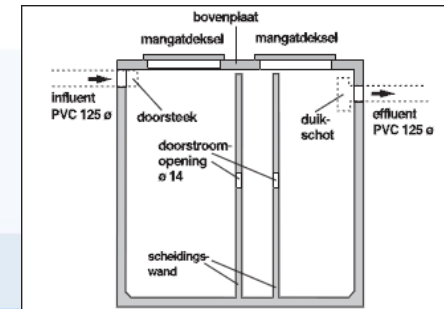 bovenplaat
mangatdeksel
mangatdeksel
influent
PVC 125 ø
doorsteek
duik-
schot
effluent
PVC 125 ø
doorstroom-
opening
ø 14
scheidings-
wand